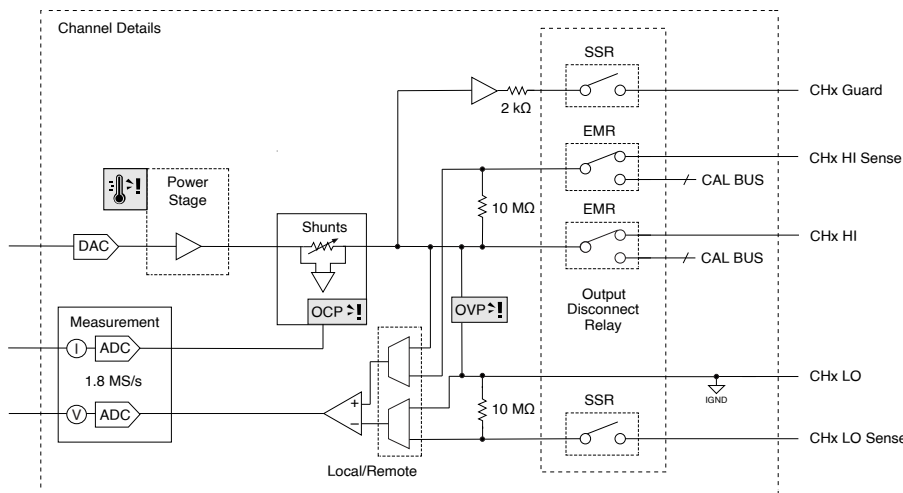 Channel Details
SSR
CHx Guard
2 kΩ
EMR
CHx HI Sense
CAL BUS
Power
Stage
10 MΩ
Shunts
EMR
CHx HI
DAC
CAL BUS
Output
Disconnect
Relay
OCP
OVP
Measurement
I
ADC
1.8 MS/s
CHx LO
IGND
10 MΩ
SSR
V
ADC
+
−
CHx LO Sense
Local/Remote